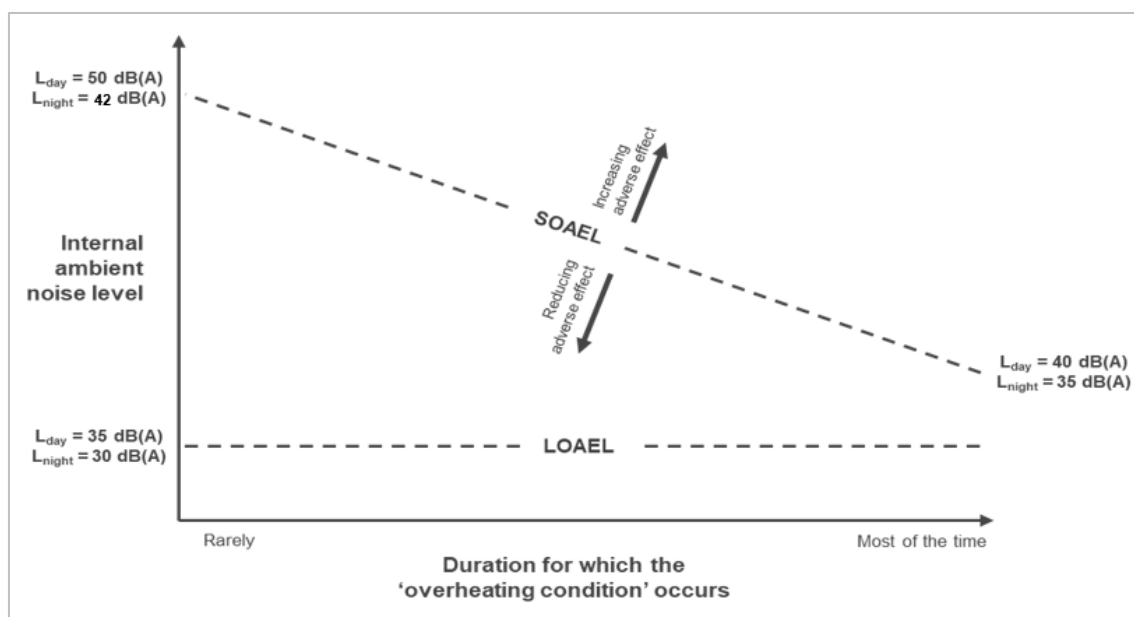 L_day = 50 dB(A)
L_night = 42 dB(A)
Increasing
adverse effect
SOAEL
Internal
ambient
noise level
Reducing
adverse effect
L_day = 40 dB(A)
L_night = 35 dB(A)
L_day = 35 dB(A)
L_night = 30 dB(A)
LOAEL
Rarely
Most of the time
Duration for which the
‘overheating condition’ occurs